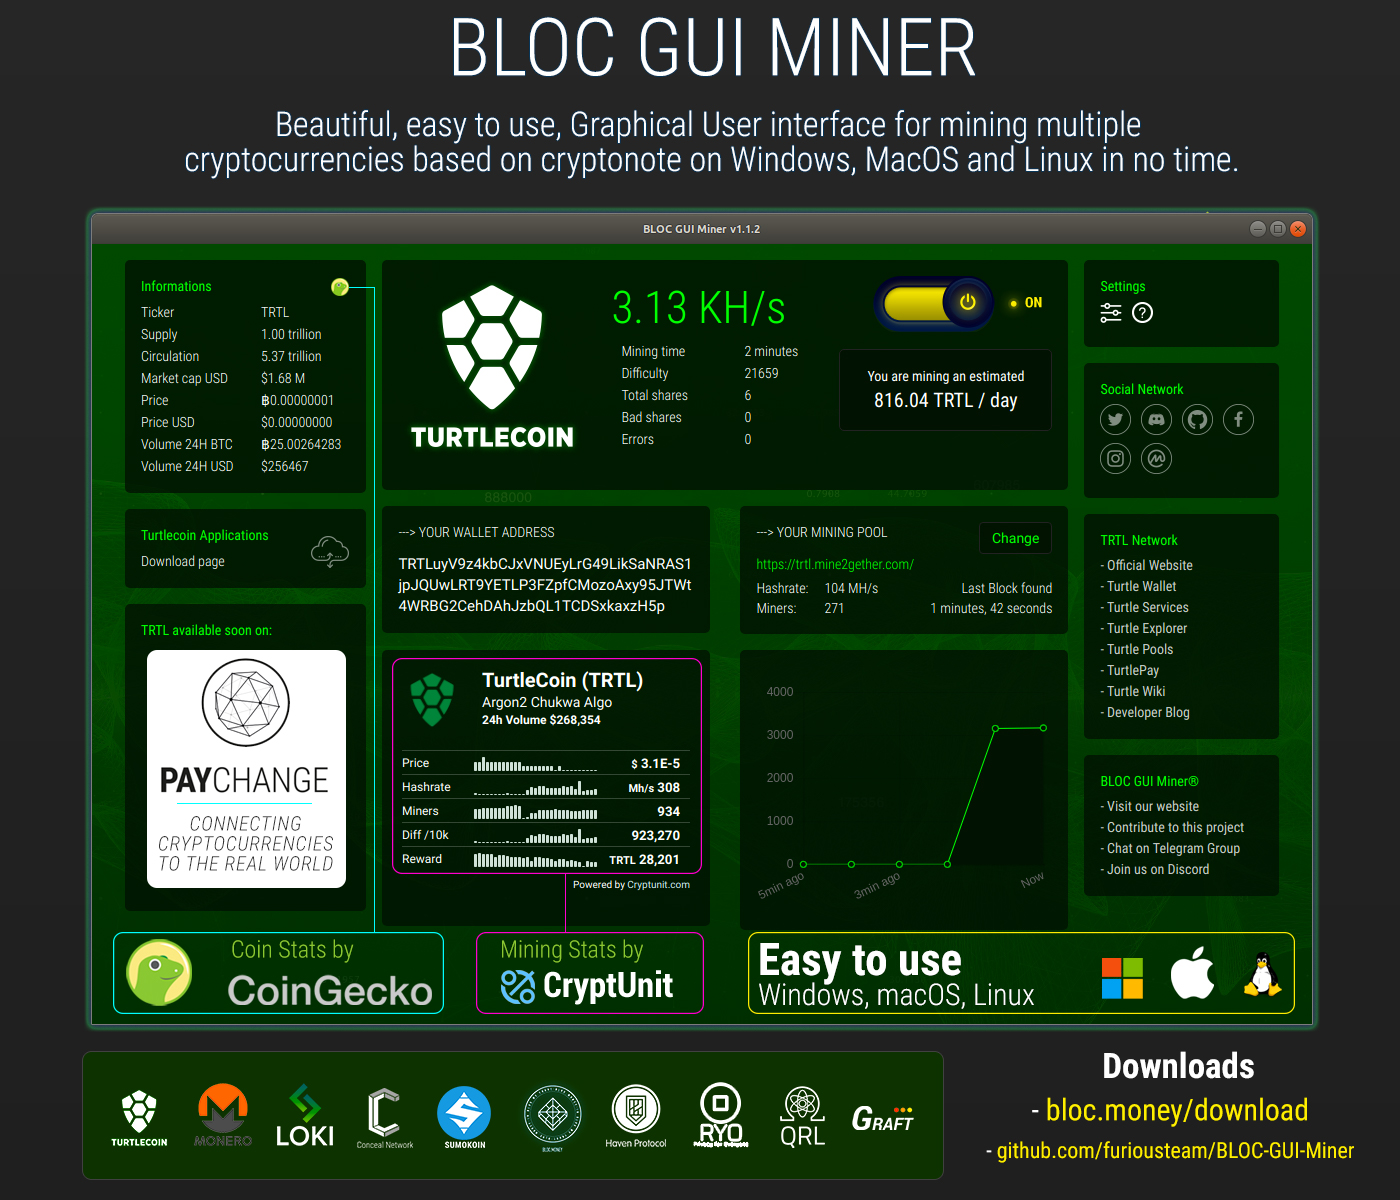 BLOC GUI MINER
Beautiful, easy to use, Graphical User interface for mining multiple
cryptocurrencies based on cryptonote on Windows, MacOS and Linux in no time.
BLOC GUI Miner v1.1.2
Informations
Ticker TRTL
Supply 1.00 trillion
Circulation 5.37 trillion
Market cap USD $1.68 M
Price ฿0.00000001
Price USD $0.00000000
Volume 24H BTC ฿25.00264283
Volume 24H USD $256467
Turtlecoin Applications
Download page
TRTL available soon on:
PAYCHANGE
CONNECTING
CRYPTOCURRENCIES
TO THE REAL WORLD
TURTLECOIN
3.13 KH/s
Mining time 2 minutes
Difficulty 21659
Total shares 6
Bad shares 0
Errors 0
ON
You are mining an estimated
816.04 TRTL / day
888000
0.7968 44.7659
---> YOUR WALLET ADDRESS
TRTLuyV9z4kbCJxVNUEyLrG49LikSaNRAS1
jpJQUwLRT9YETLP3FZpfCMozoAxy95JTWt
4WRBG2CehDAhJzbQL1TCDSxkaxzH5p
---> YOUR MINING POOL
Change
https://trtl.mine2gether.com/
Hashrate: 104 MH/s Last Block found
Miners: 271 1 minutes, 42 seconds
TurtleCoin (TRTL)
Argon2 Chukwa Algo
24h Volume $268,354
Price $ 3.1E-5
Hashrate Mh/s 308
Miners 934
Diff /10k 923,270
Reward TRTL 28,201
Powered by Cryptunit.com
4000
3000
2000
1000
0
5min ago 3min ago Now
Settings
Social Network
TRTL Network
- Official Website
- Turtle Wallet
- Turtle Services
- Turtle Explorer
- Turtle Pools
- TurtlePay
- Turtle Wiki
- Developer Blog
BLOC GUI Miner®
- Visit our website
- Contribute to this project
- Chat on Telegram Group
- Join us on Discord
Coin Stats by
CoinGecko
Mining Stats by
CryptUnit
Easy to use
Windows, macOS, Linux
TURTLECOIN
MONERO
LOKI
Conceal Network
SUMOKOIN
BLOC.MONEY
Haven Protocol
RYO
QRL
GRAFT
Downloads
- bloc.money/download
- github.com/furiousteam/BLOC-GUI-Miner